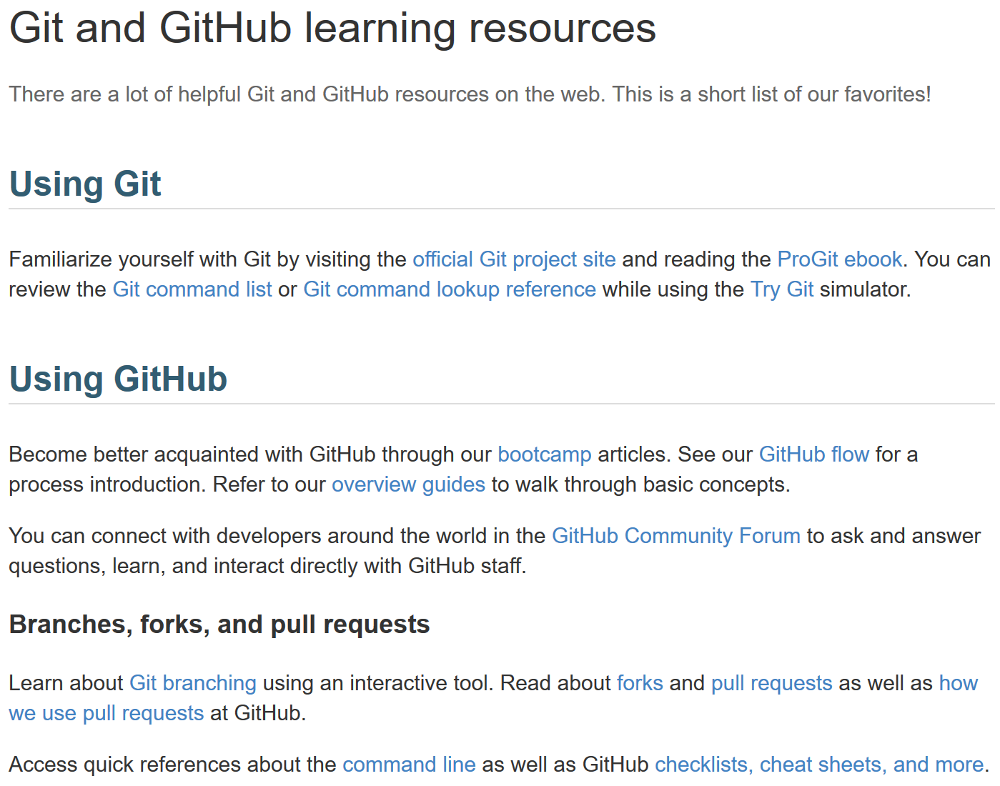 Git and GitHub learning resources
There are a lot of helpful Git and GitHub resources on the web. This is a short list of our favorites!
Using Git
Familiarize yourself with Git by visiting the official Git project site and reading the ProGit ebook. You can
review the Git command list or Git command lookup reference while using the Try Git simulator.
Using GitHub
Become better acquainted with GitHub through our bootcamp articles. See our GitHub flow for a
process introduction. Refer to our overview guides to walk through basic concepts.
You can connect with developers around the world in the GitHub Community Forum to ask and answer
questions, learn, and interact directly with GitHub staff.
Branches, forks, and pull requests
Learn about Git branching using an interactive tool. Read about forks and pull requests as well as how
we use pull requests at GitHub.
Access quick references about the command line as well as GitHub checklists, cheat sheets, and more.